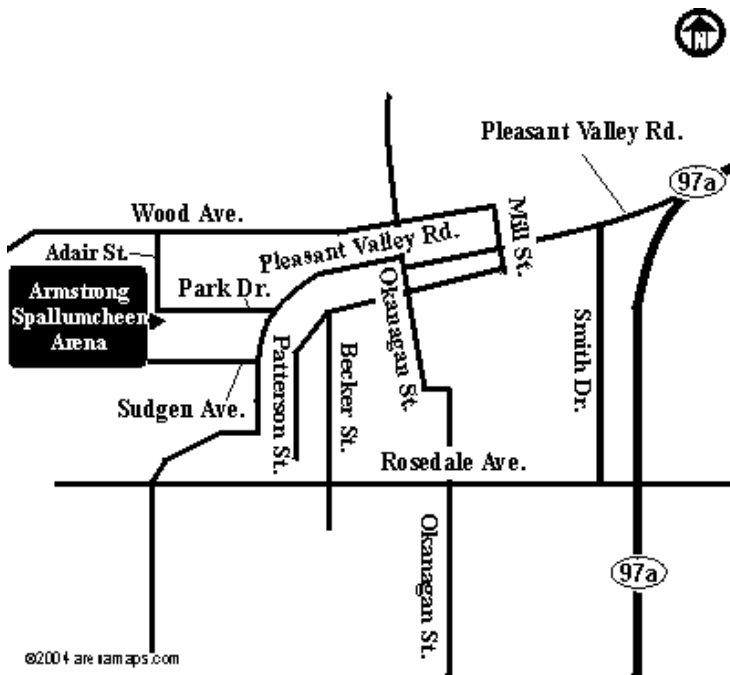 N
Pleasant Valley Rd.
97a
Wood Ave.
Mill St.
Pleasant Valley Rd.
Adair St.
Park Dr.
Armstrong
Spallumcheen
Arena
Okanagan St.
Smith Dr.
Becker St.
Patterson St.
Sudgen Ave.
Rosedale Ave.
Okanagan St.
97a
©2004 arenamaps.com